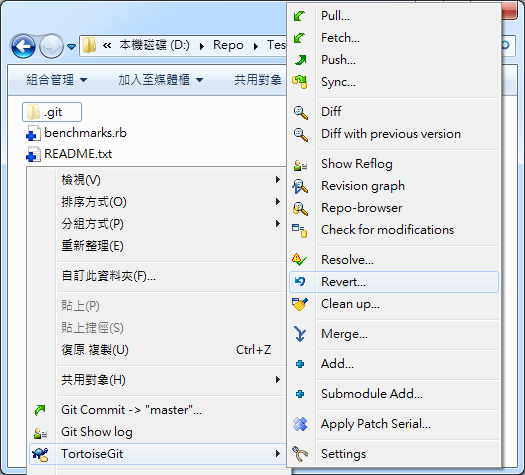 « 本機磁碟 (D:) ▸ Repo ▸ Tes
組合管理 ▾ 加入至媒體櫃 ▾ 共用對象
.git
benchmarks.rb
README.txt
檢視(V)
排序方式(O)
分組方式(P)
重新整理(E)
自訂此資料夾(F)...
貼上(P)
貼上捷徑(S)
復原 複製(U) Ctrl+Z
共用對象(H)
Git Commit -> "master"...
Git Show log
TortoiseGit
Pull...
Fetch...
Push...
Sync...
Diff
Diff with previous version
Show Reflog
Revision graph
Repo-browser
Check for modifications
Resolve...
Revert...
Clean up...
Merge...
Add...
Submodule Add...
Apply Patch Serial...
Settings